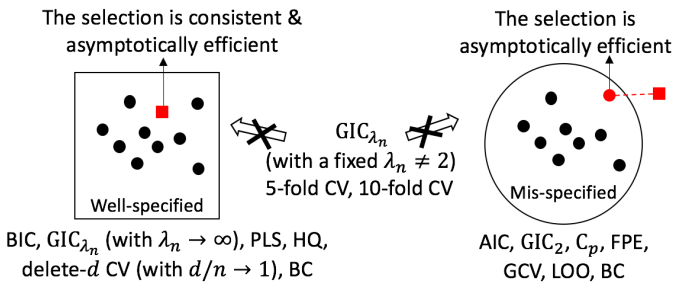 The selection is consistent &
asymptotically efficient
The selection is
asymptotically efficient
Well-specified
GIC_{λ_n}
(with a fixed λ_n ≠ 2)
5-fold CV, 10-fold CV
Mis-specified
BIC, GIC_{λ_n} (with λ_n → ∞), PLS, HQ,
delete-d CV (with d/n → 1), BC
AIC, GIC_2, C_p, FPE,
GCV, LOO, BC